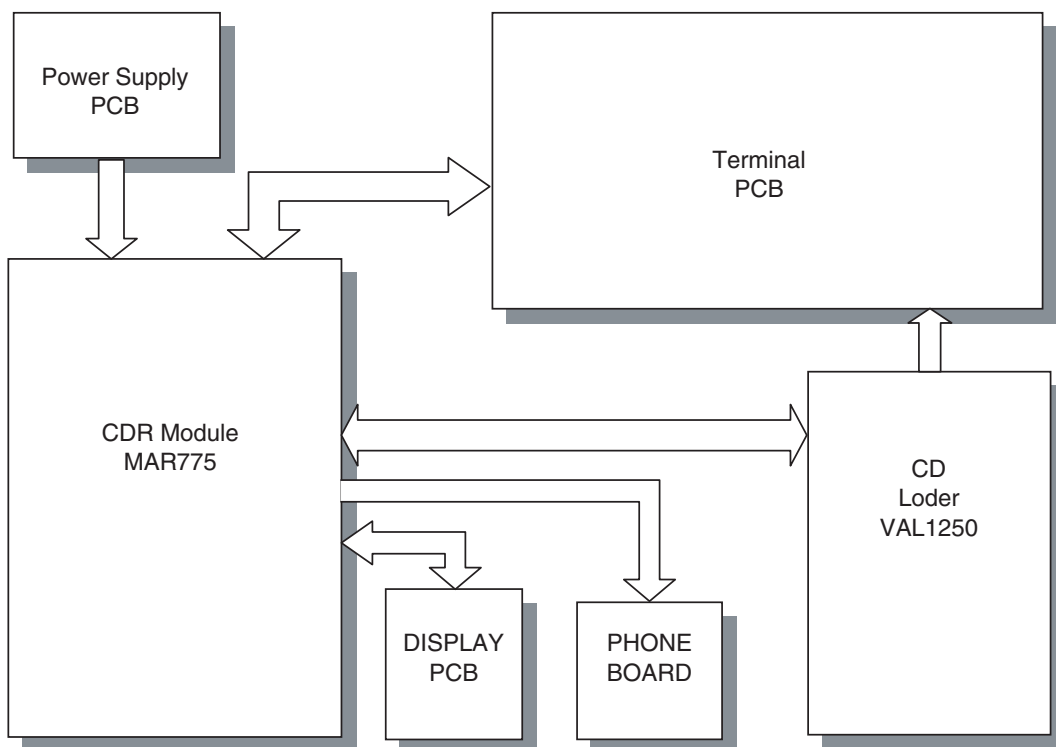 Power Supply
PCB
Terminal
PCB
CDR Module
MAR775
CD
Loder
VAL1250
DISPLAY
PCB
PHONE
BOARD